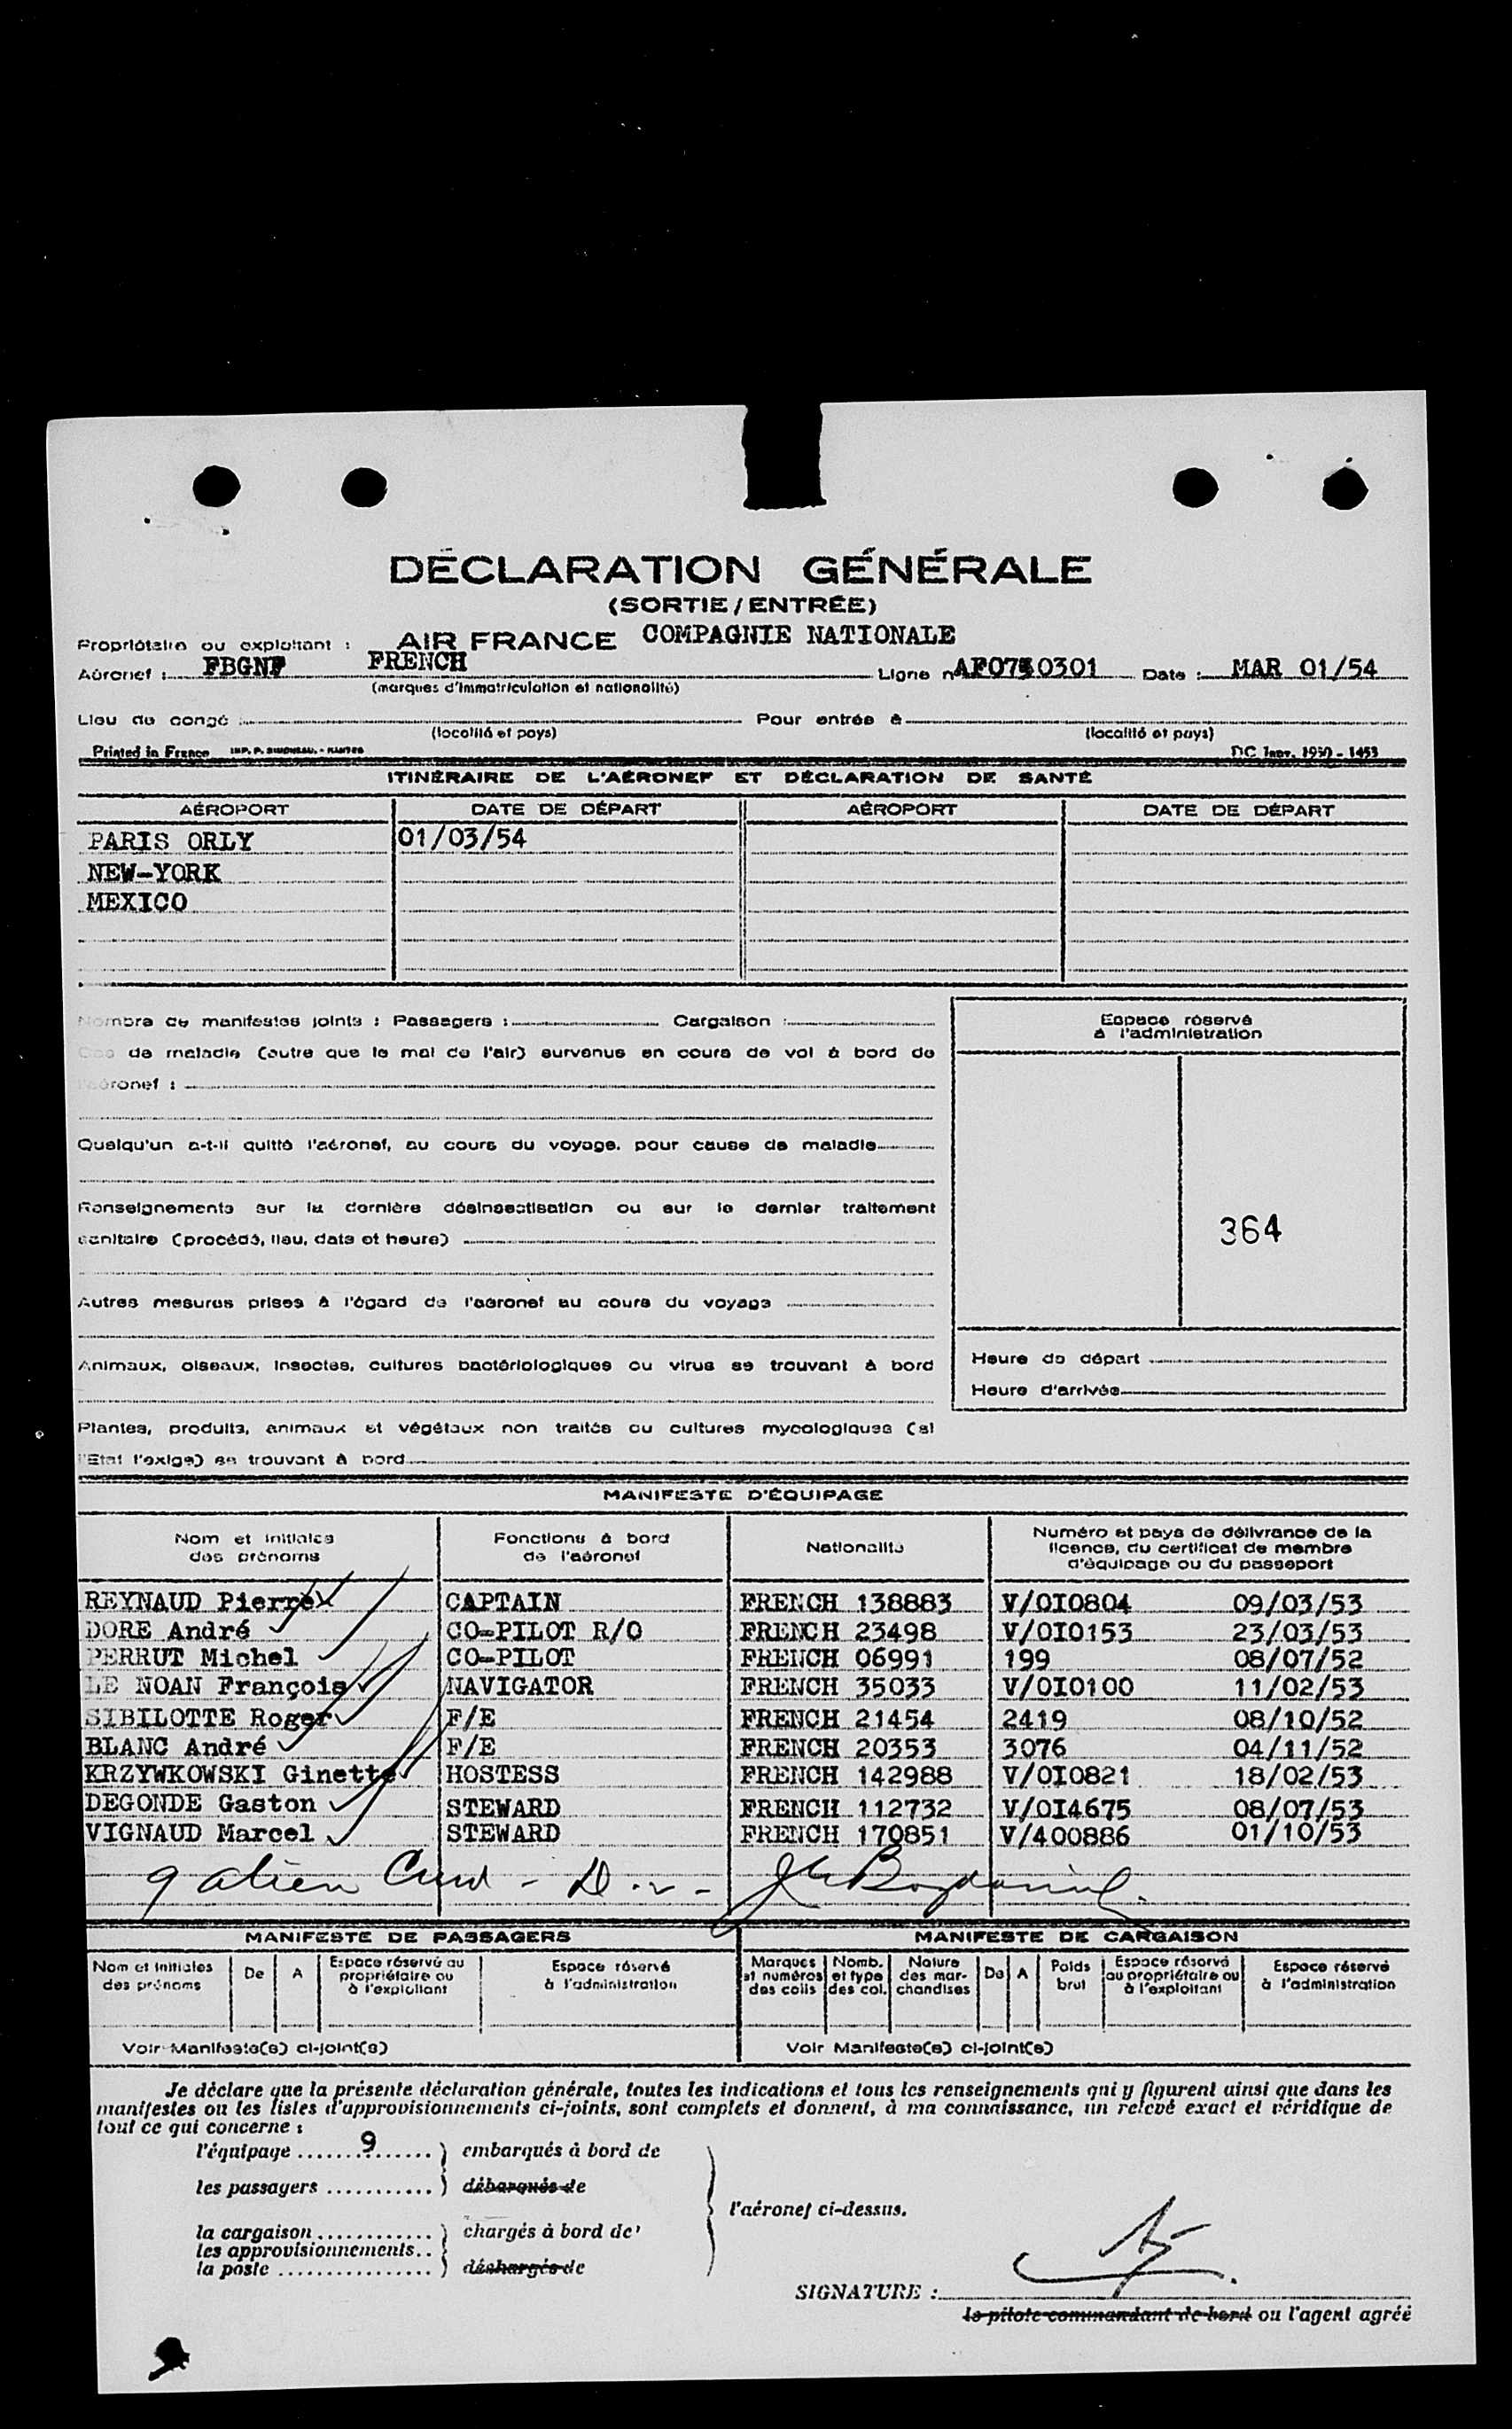 DÉCLARATION GÉNÉRALE
(SORTIE / ENTRÉE)
Propriétaire ou exploitant : AIR FRANCE COMPAGNIE NATIONALE
Aéronef : FBGNF FRENCH Ligne n AF0750301 Date : MAR 01/54
(marques d'immatriculation et nationalité)
Lieu de congé : Pour entrée à
(localité et pays) (localité et pays)
Printed in France IMP. P. SIMONEAU. - NANTES DC Janv. 1950 - 1453
ITINÉRAIRE DE L'AÉRONEF ET DÉCLARATION DE SANTÉ
AÉROPORT DATE DE DÉPART AÉROPORT DATE DE DÉPART
PARIS ORLY 01/03/54
NEW-YORK
MEXICO
Nombre de manifestes joints : Passagers : Cargaison :
Cas de maladie (autre que le mal de l'air) survenus en cours de vol à bord de
l'aéronef :
Quelqu'un a-t-il quitté l'aéronef, au cours du voyage, pour cause de maladie
Renseignements sur la dernière désinsectisation ou sur le dernier traitement
sanitaire (procédé, lieu, date et heure)
Autres mesures prises à l'égard de l'aéronef au cours du voyage
Animaux, oiseaux, insectes, cultures bactériologiques ou virus se trouvant à bord
Plantes, produits, animaux et végétaux non traités ou cultures mycologiques (si
l'Etat l'exige) se trouvant à bord
Espace réservé
à l'administration
364
Heure de départ
Heure d'arrivée
MANIFESTE D'ÉQUIPAGE
Nom et initiales des prénoms Fonctions à bord de l'aéronef Nationalité Numéro et pays de délivrance de la licence, du certificat de membre d'équipage ou du passeport
REYNAUD Pierre CAPTAIN FRENCH 138883 V/OI0804 09/03/53
DORE André CO-PILOT R/O FRENCH 23498 V/OI0153 23/03/53
PERRUT Michel CO-PILOT FRENCH 06991 199 08/07/52
LE NOAN François NAVIGATOR FRENCH 35033 V/OI0100 11/02/53
SIBILOTTE Roger F/E FRENCH 21454 2419 08/10/52
BLANC André F/E FRENCH 20353 3076 04/11/52
KRZYWKOWSKI Ginette HOSTESS FRENCH 142988 V/OI0821 18/02/53
DEGONDE Gaston STEWARD FRENCH 112732 V/OI4675 08/07/53
VIGNAUD Marcel STEWARD FRENCH 170851 V/400886 01/10/53
9 alien
MANIFESTE DE PASSAGERS MANIFESTE DE CARGAISON
Nom et initiales des prénoms De A Espace réservé au propriétaire ou à l'exploitant Espace réservé à l'administration Marques et numéros des colis Nomb. et type des col. Nature des mar- chandises De A Poids brut Espace réservé au propriétaire ou à l'exploitant Espace réservé à l'administration
Voir Manifeste(s) ci-joint(s) Voir Manifeste(s) ci-joint(s)
Je déclare que la présente déclaration générale, toutes les indications et tous les renseignements qui y figurent ainsi que dans les
manifestes ou les listes d'approvisionnements ci-joints, sont complets et donnent, à ma connaissance, un relevé exact et véridique de
tout ce qui concerne :
l'équipage 9 ) embarqués à bord de
les passagers ) débarqués de
l'aéronef ci-dessus.
la cargaison ) chargés à bord de
les approvisionnements..
la poste ) déchargés de
SIGNATURE :
le pilote commandant de bord ou l'agent agréé